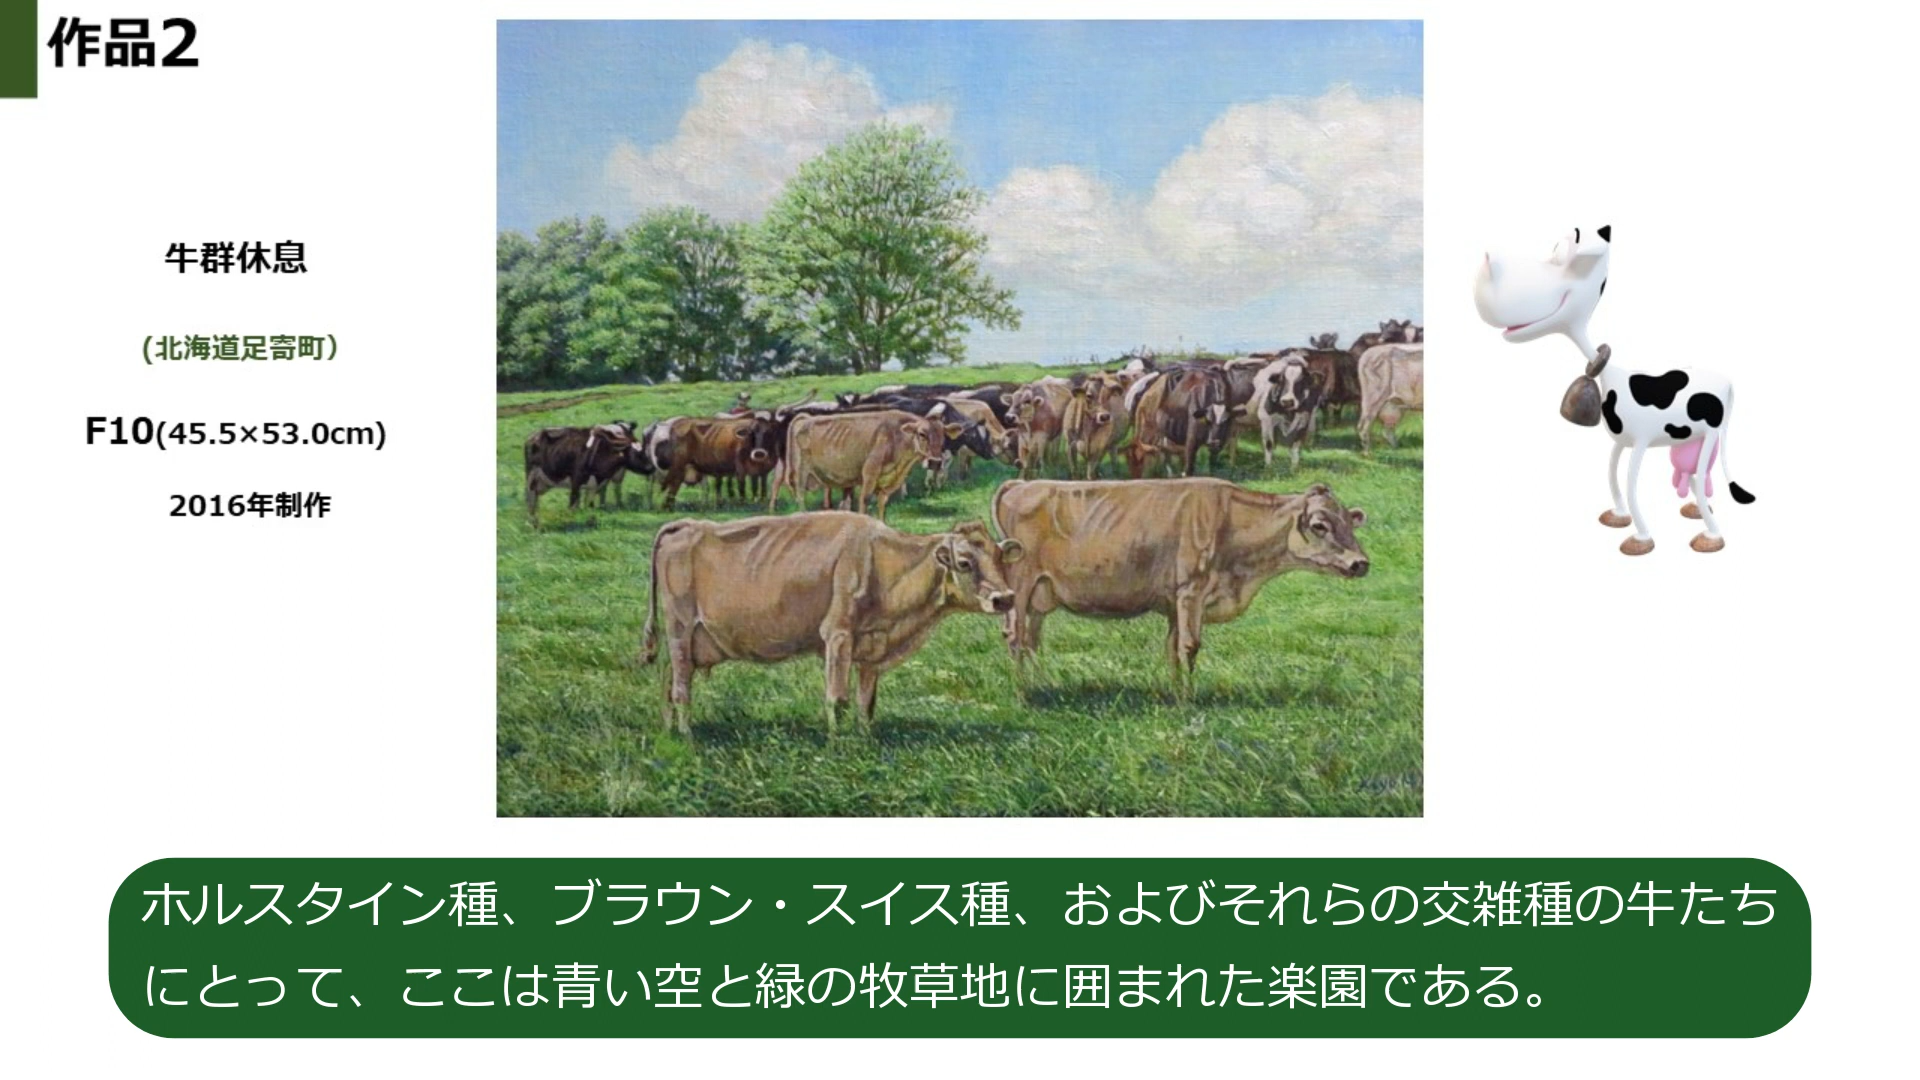 作品2
牛群休息
(北海道足寄町）
F10(45.5×53.0cm)
2016年制作
ホルスタイン種、ブラウン・スイス種、およびそれらの交雑種の牛たち
にとって、ここは青い空と緑の牧草地に囲まれた楽園である。